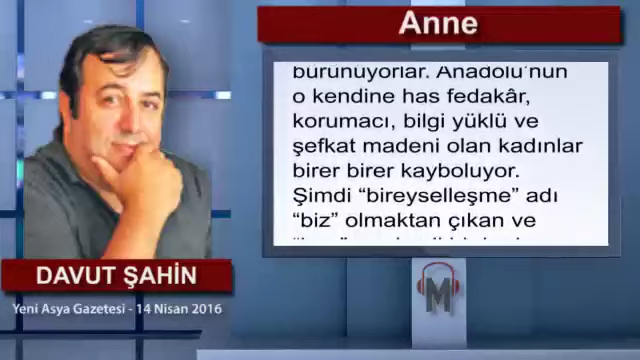 Anne
bürünüyorlar. Anadolu’nun
o kendine has fedakâr,
korumacı, bilgi yüklü ve
şefkat madeni olan kadınlar
birer birer kayboluyor.
Şimdi “bireyselleşme” adı
“biz” olmaktan çıkan ve
DAVUT ŞAHİN
Yeni Asya Gazetesi - 14 Nisan 2016
M